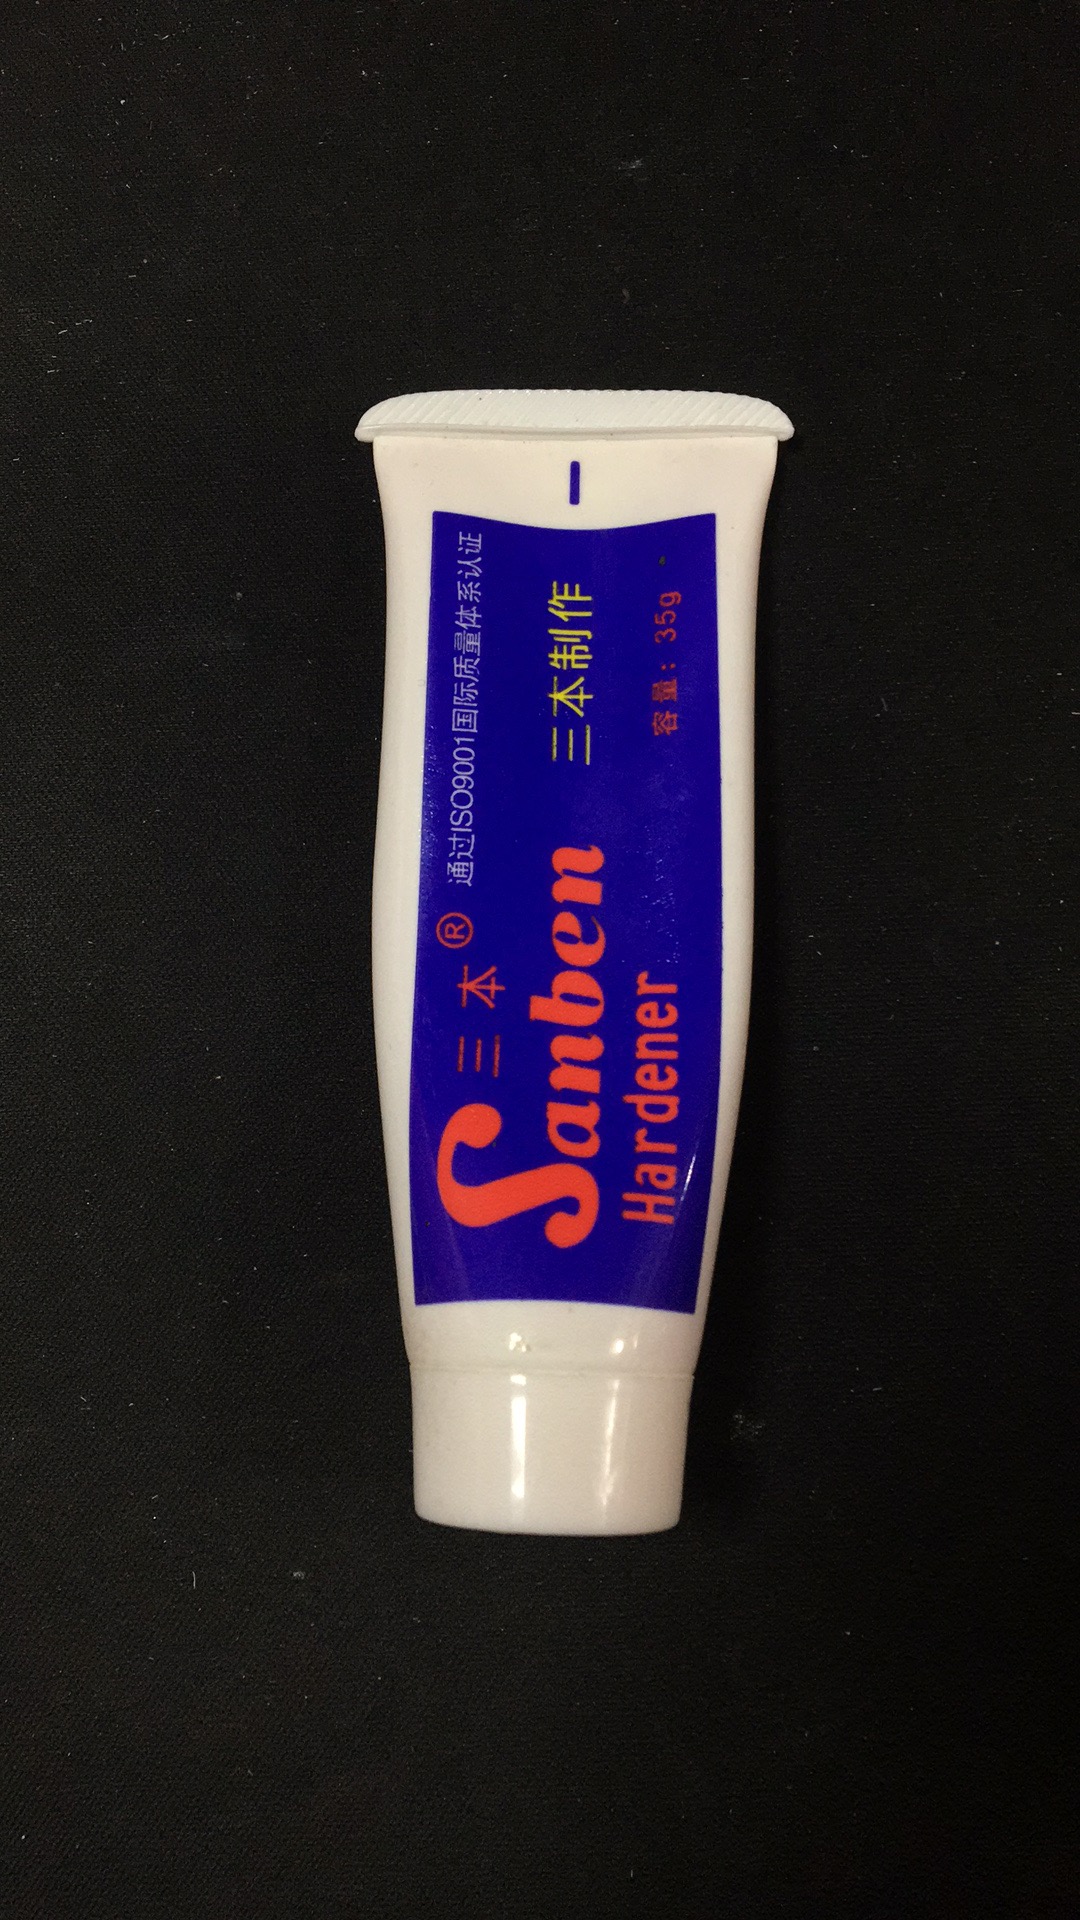 三本® 通过ISO9001国际质量体系认证
Sanben 三本制作
Hardener 容量：35g